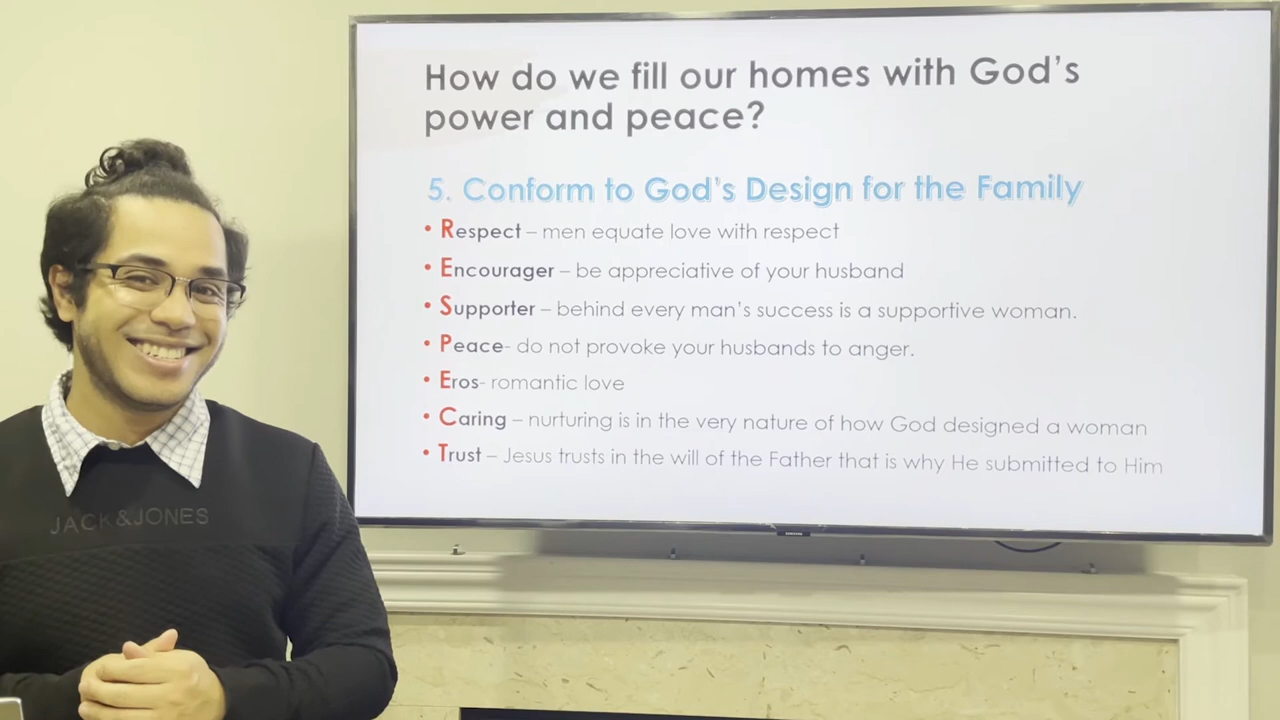 How do we fill our homes with God's
power and peace?
5. Conform to God's Design for the Family
• Respect – men equate love with respect
• Encourager – be appreciative of your husband
• Supporter – behind every man's success is a supportive woman.
• Peace- do not provoke your husbands to anger.
• Eros- romantic love
• Caring – nurturing is in the very nature of how God designed a woman
• Trust – Jesus trusts in the will of the Father that is why He submitted to Him
JACK&JONES
SAMSUNG